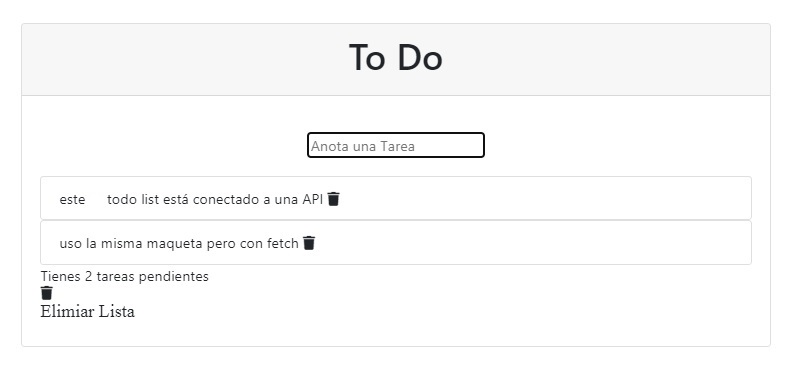 To Do
Anota una Tarea
este todo list está conectado a una API
uso la misma maqueta pero con fetch
Tienes 2 tareas pendientes
Elimiar Lista